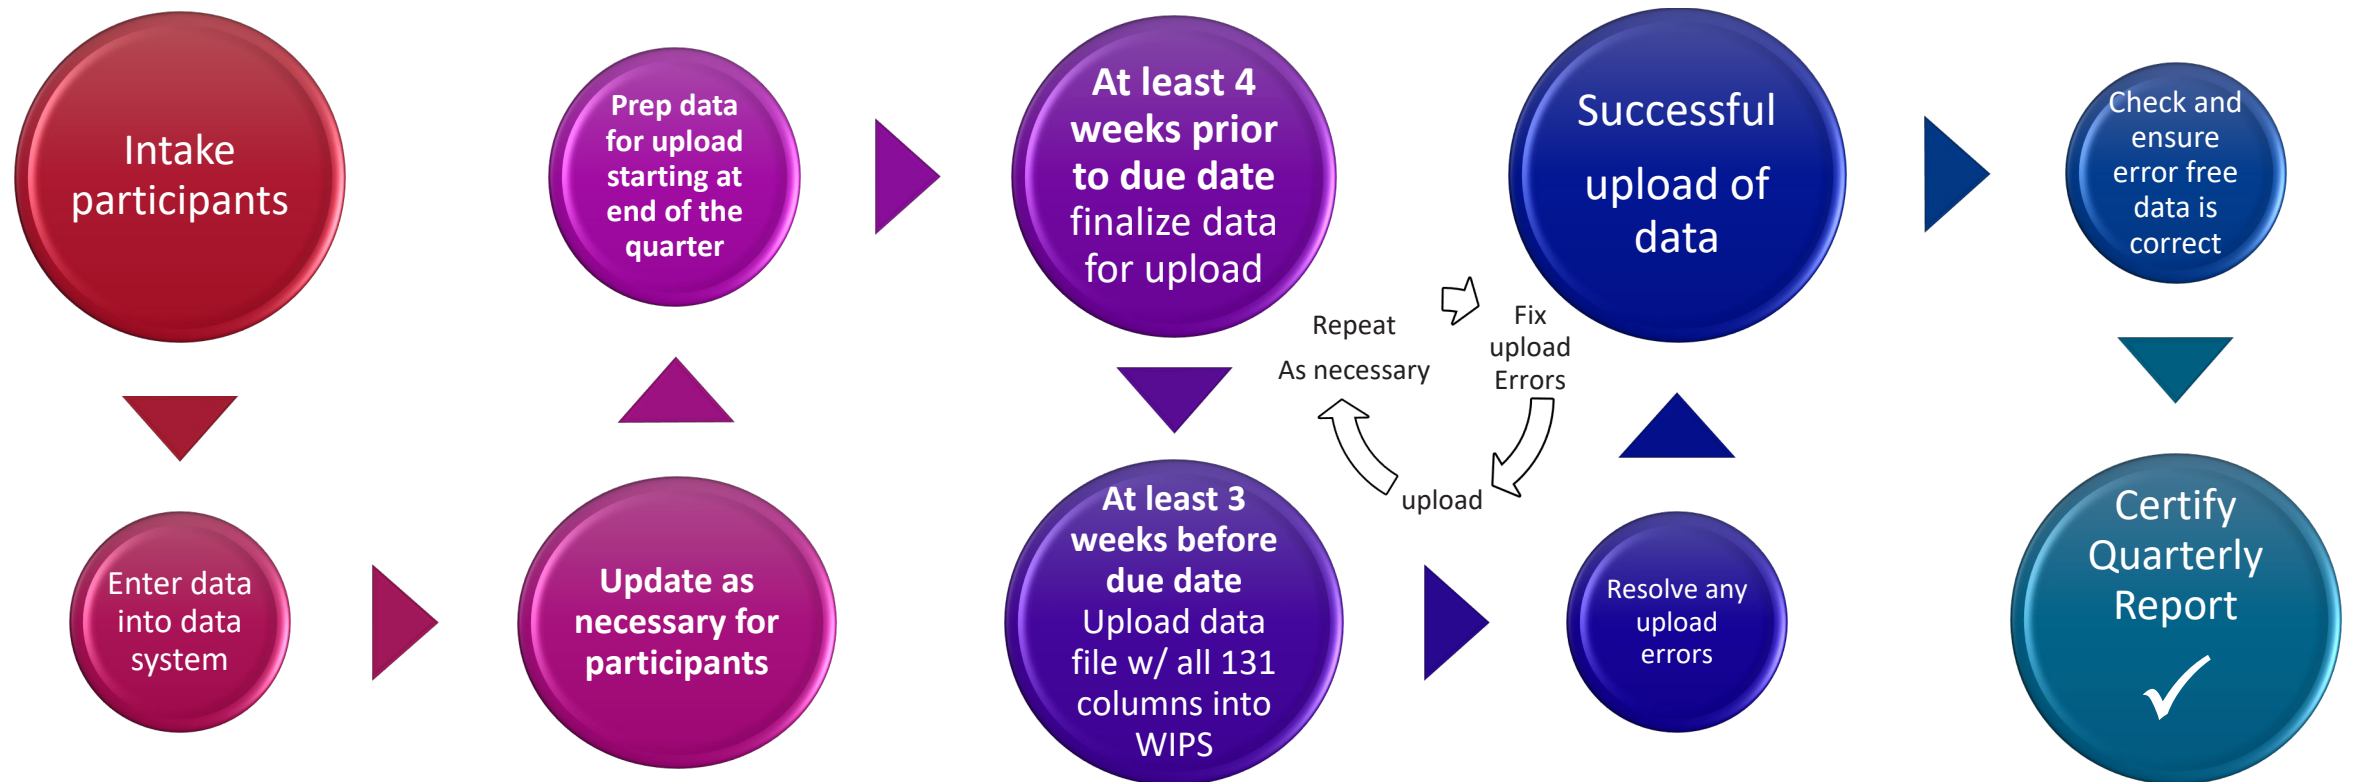 Intake
participants
Enter data
into data
system
Update as
necessary for
participants
Prep data
for upload
starting at
end of the
quarter
At least 4
weeks prior
to due date
finalize data
for upload
At least 3
weeks before
due date
Upload data
file w/ all 131
columns into
WIPS
Repeat
As necessary
Fix
upload
Errors
upload
Resolve any
upload
errors
Successful
upload of
data
Check and
ensure
error free
data is
correct
Certify
Quarterly
Report